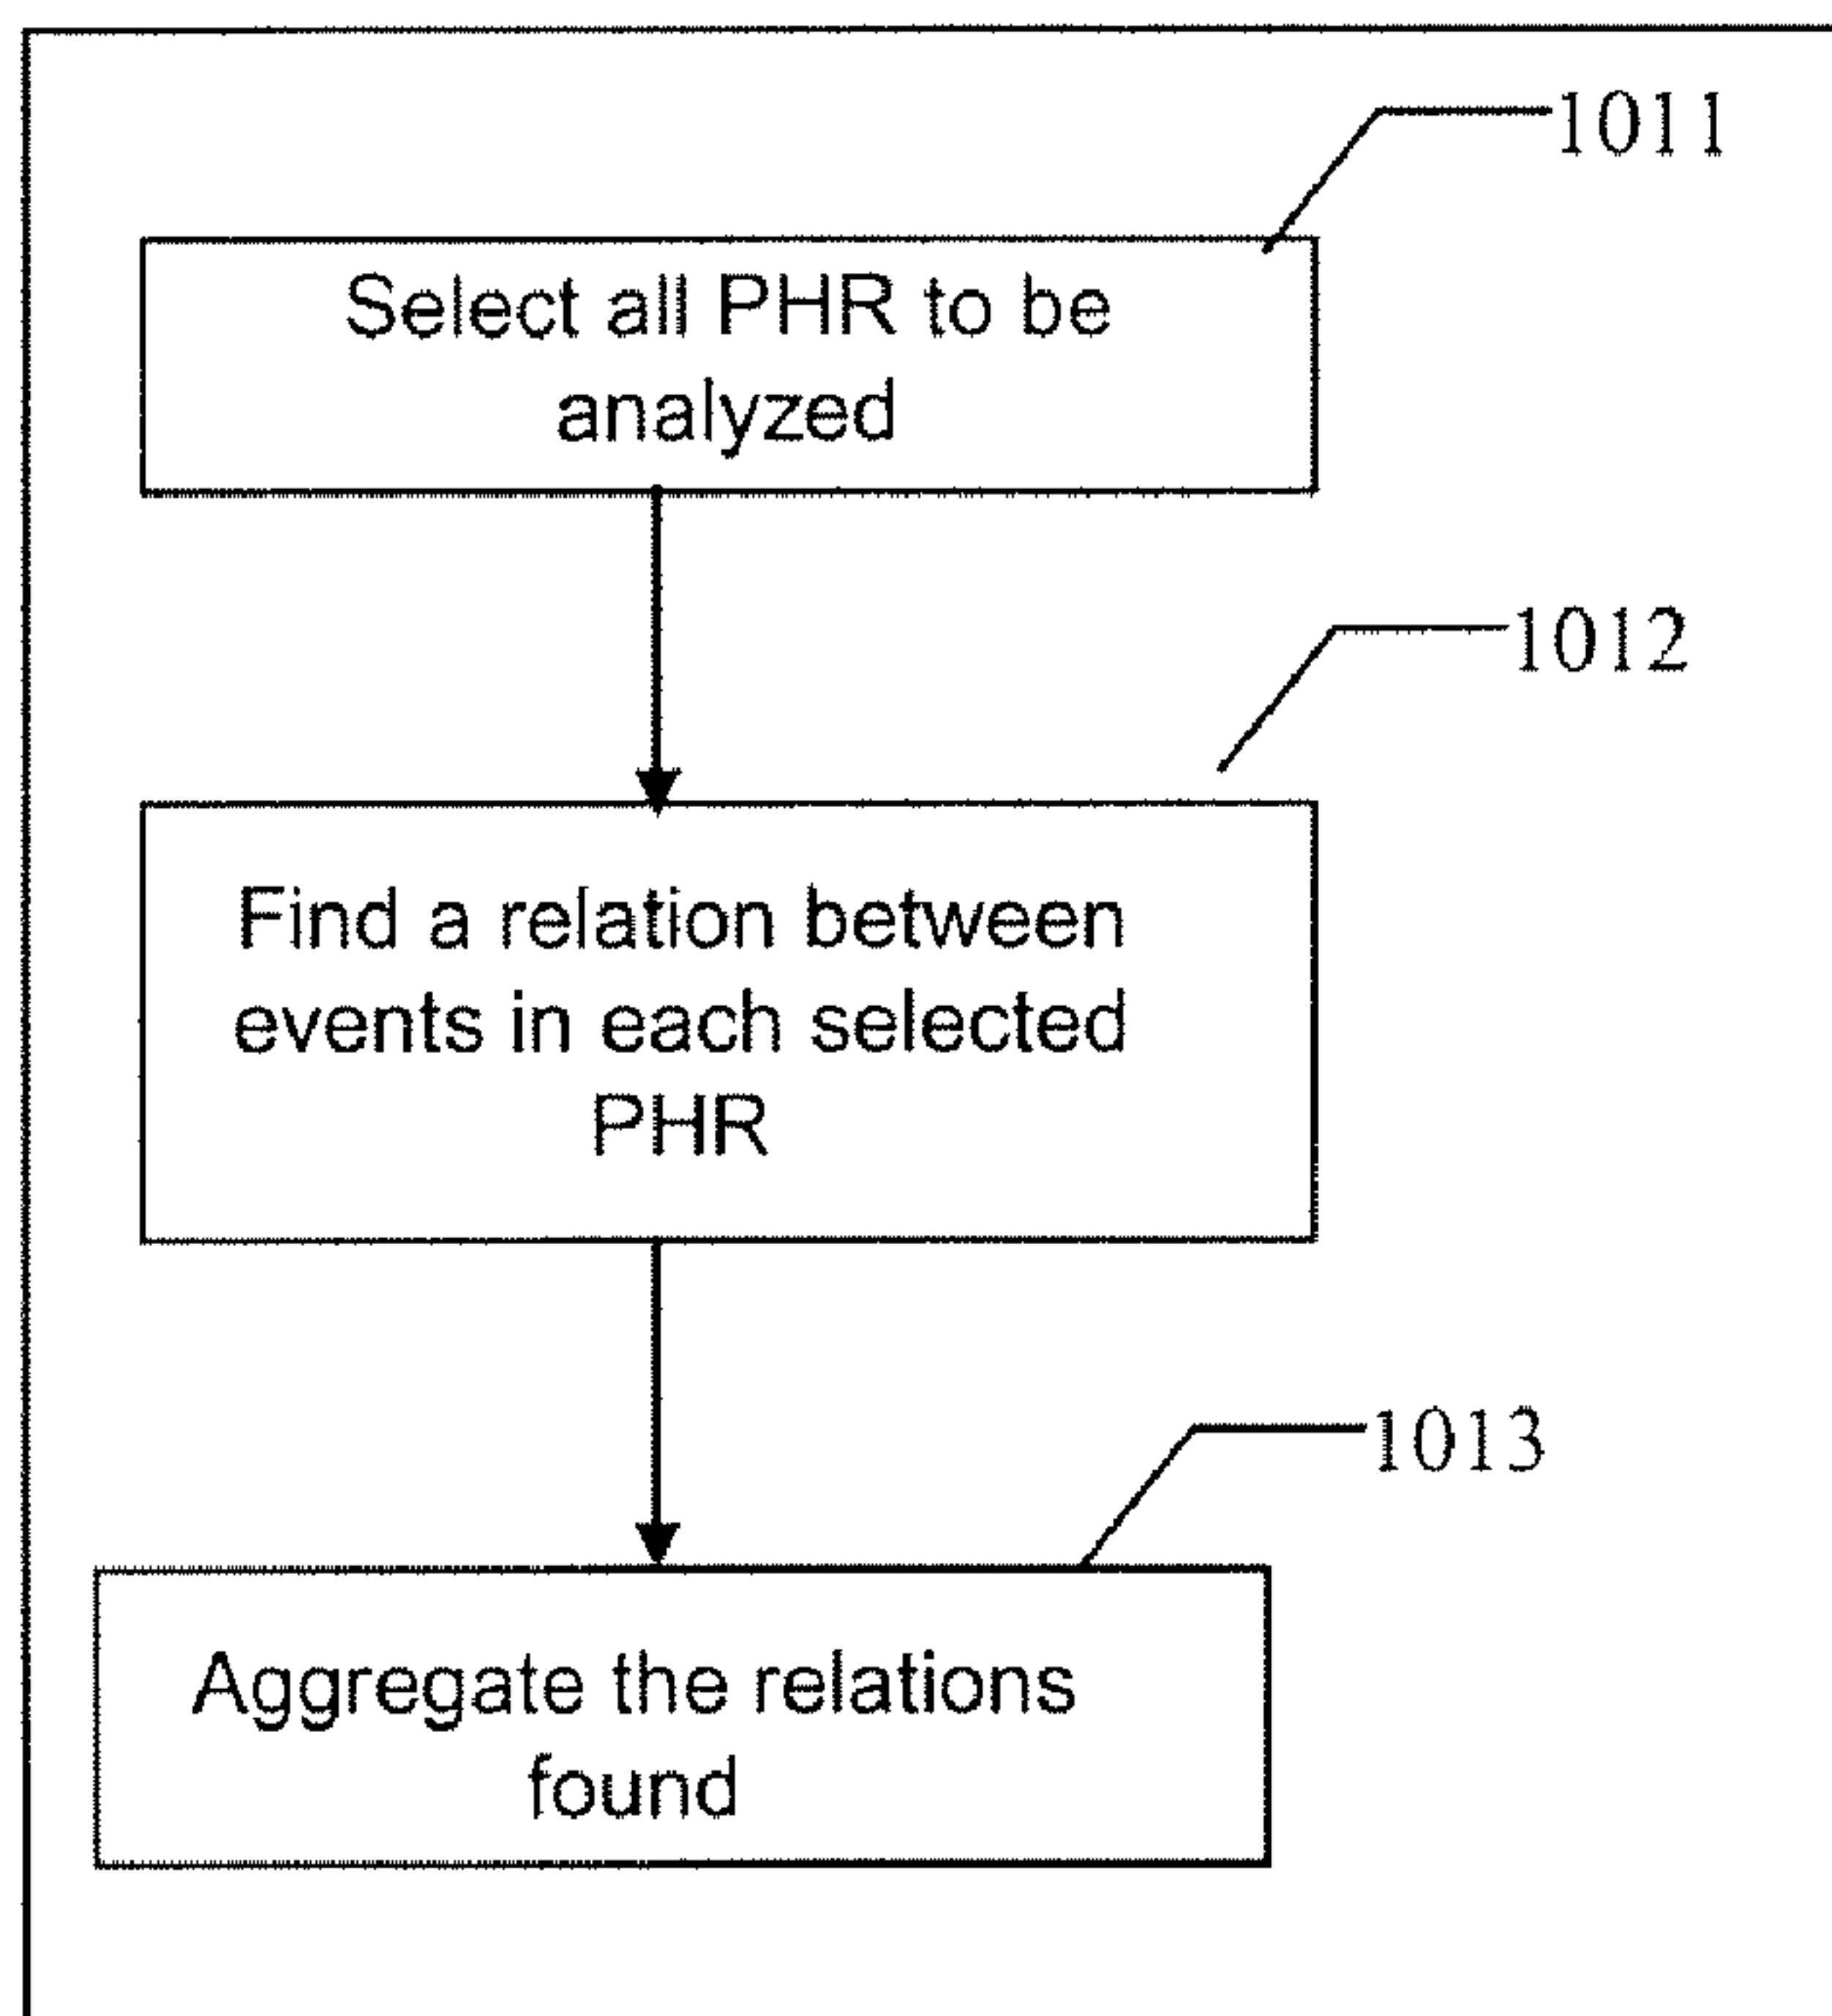 1011
Select all PHR to be
analyzed
1012
Find a relation between
events in each selected
PHR
1013
Aggregate the relations
found